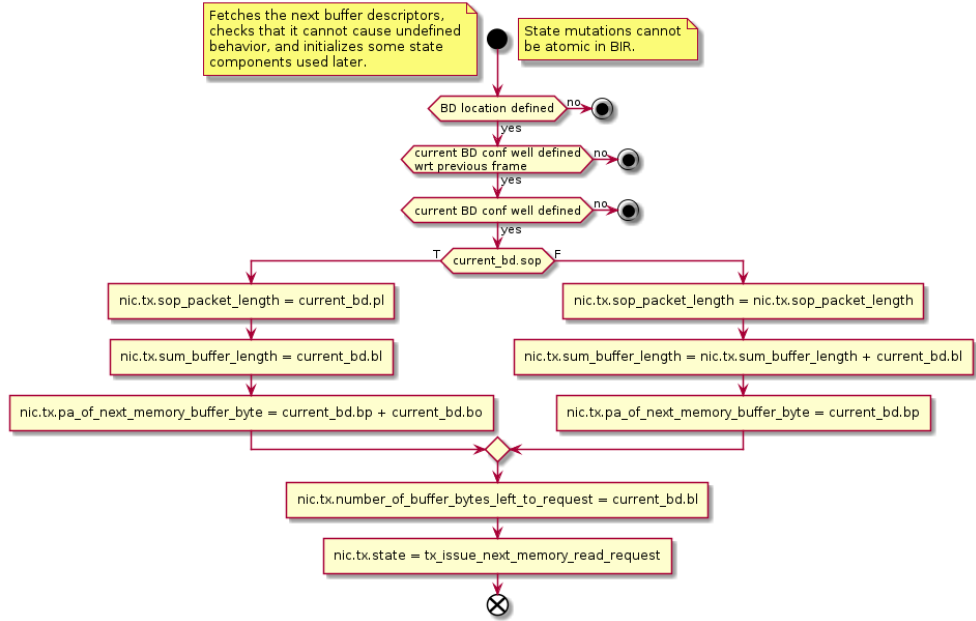 Fetches the next buffer descriptors,
checks that it cannot cause undefined
behavior, and initializes some state
components used later.
State mutations cannot
be atomic in BIR.
BD location defined
no
yes
current BD conf well defined
wrt previous frame
no
yes
current BD conf well defined
no
yes
T
current_bd.sop
F
nic.tx.sop_packet_length = current_bd.pl
nic.tx.sop_packet_length = nic.tx.sop_packet_length
nic.tx.sum_buffer_length = current_bd.bl
nic.tx.sum_buffer_length = nic.tx.sum_buffer_length + current_bd.bl
nic.tx.pa_of_next_memory_buffer_byte = current_bd.bp + current_bd.bo
nic.tx.pa_of_next_memory_buffer_byte = current_bd.bp
nic.tx.number_of_buffer_bytes_left_to_request = current_bd.bl
nic.tx.state = tx_issue_next_memory_read_request